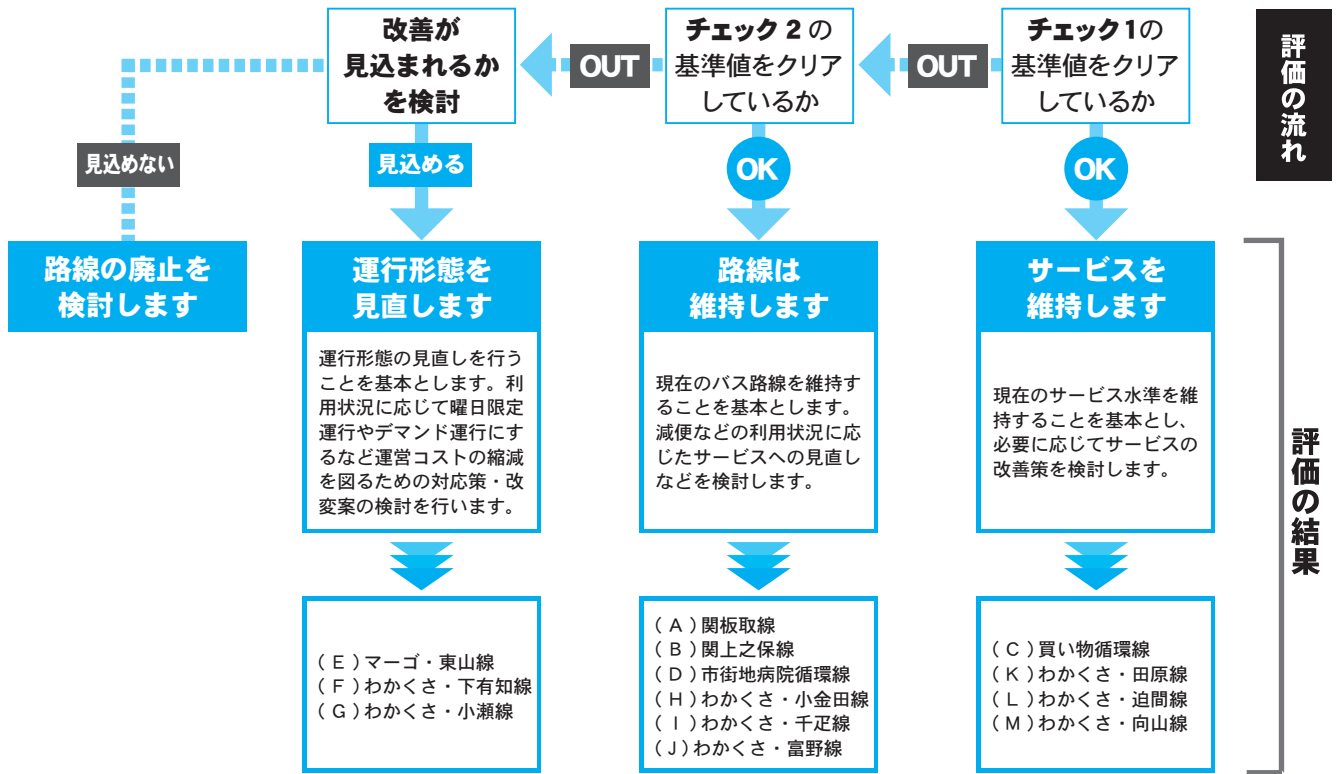 評価の流れ
チェック1の
基準値をクリア
しているか
OUT
チェック 2 の
基準値をクリア
しているか
OUT
改善が
見込まれるか
を検討
OK
OK
見込める
見込めない
評価の結果
サービスを
維持します
現在のサービス水準を維
持することを基本とし、
必要に応じてサービスの
改善策を検討します。
(C)買い物循環線
(K)わかくさ・田原線
(L)わかくさ・迫間線
(M)わかくさ・向山線
路線は
維持します
現在のバス路線を維持す
ることを基本とします。
減便などの利用状況に応
じたサービスへの見直し
などを検討します。
(A)関板取線
(B)関上之保線
(D)市街地病院循環線
(H)わかくさ・小金田線
(I)わかくさ・千疋線
(J)わかくさ・富野線
運行形態を
見直します
運行形態の見直しを行う
ことを基本とします。利
用状況に応じて曜日限定
運行やデマンド運行にす
るなど運営コストの縮減
を図るための対応策・改
変案の検討を行います。
(E)マーゴ・東山線
(F)わかくさ・下有知線
(G)わかくさ・小瀬線
路線の廃止を
検討します